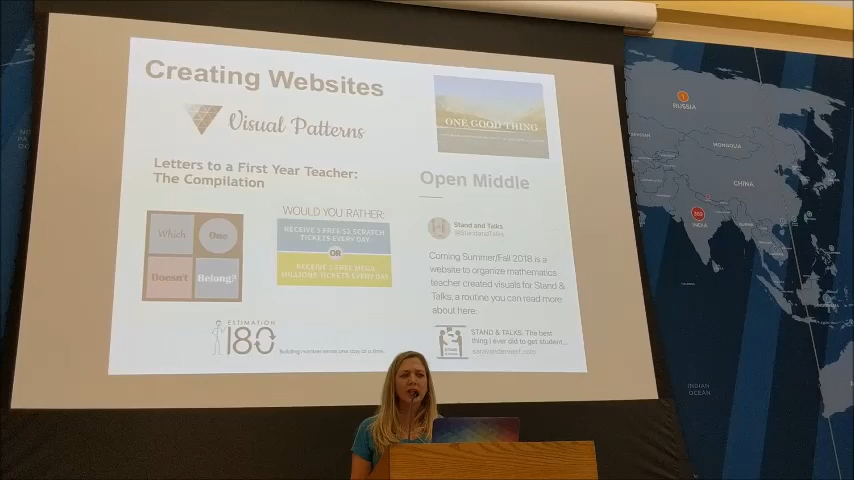 Creating Websites
Visual Patterns
ONE GOOD THING
Letters to a First Year Teacher:
The Compilation
Open Middle
Which
One
Doesn't
Belong?
WOULD YOU RATHER:
RECEIVE 5 FREE $2 SCRATCH
TICKETS EVERY DAY
OR
RECEIVE 5 FREE MEGA
MILLIONS TICKETS EVERYDAY
Stand and Talks
@StandandTalks
Coming Summer/Fall 2018 is a
website to organize mathematics
teacher created visuals for Stand &
Talks, a routine you can read more
about here:
STAND & TALKS. The best
thing I ever did to get student...
saravanderwerf.com
ESTIMATION
180
Building number sense one day at a time.
RUSSIA
MONGOLIA
CHINA
INDIA
INDIAN
OCEAN